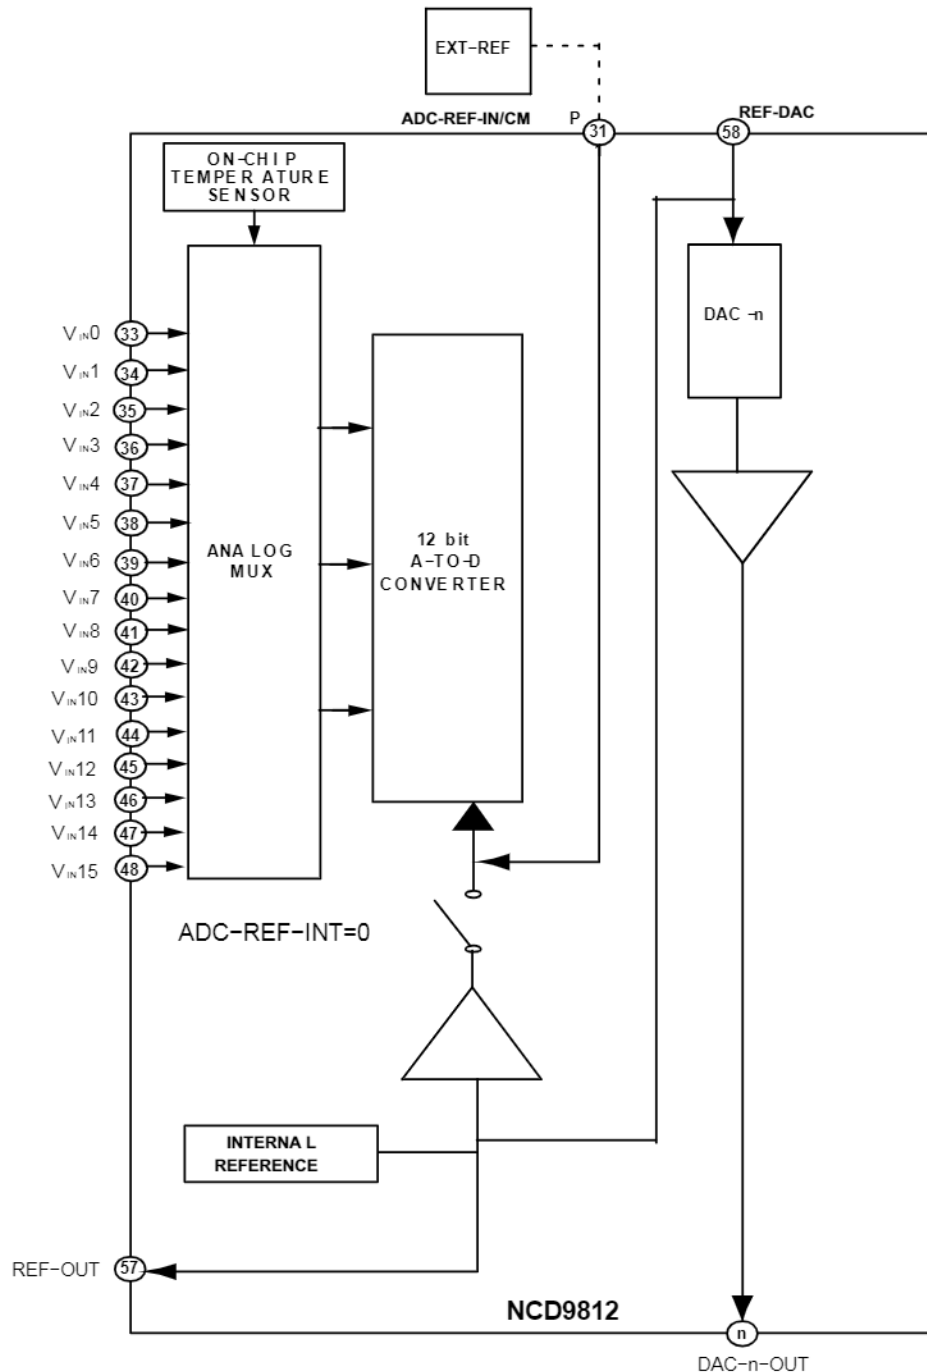 EXT-REF
ADC-REF-IN/CM
P
31
58
REF-DAC
ON-CHIP
TEMPERATURE
SENSOR
DAC -n
VIN0 33
VIN1 34
VIN2 35
VIN3 36
VIN4 37
VIN5 38
VIN6 39
VIN7 40
VIN8 41
VIN9 42
VIN10 43
VIN11 44
VIN12 45
VIN13 46
VIN14 47
VIN15 48
ANALOG
MUX
12 bit
A-TO-D
CONVERTER
ADC-REF-INT=0
INTERNAL
REFERENCE
REF-OUT 57
NCD9812
n
DAC-n-OUT